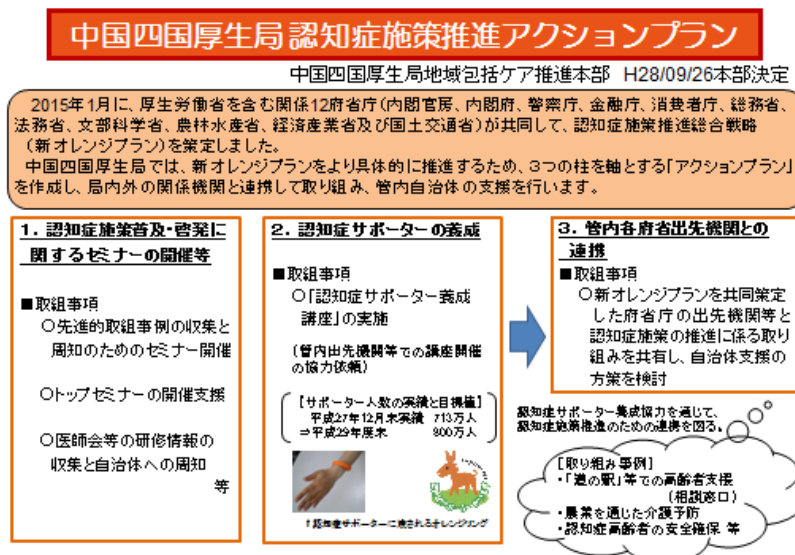 中国四国厚生局 認知症施策推進アクションプラン
中国四国厚生局地域包括ケア推進本部 H28/09/26本部決定
2015年1月に、厚生労働省を含む関係12府省庁(内閣官房、内閣府、警察庁、金融庁、消費者庁、総務省、
法務省、文部科学省、農林水産省、経済産業省及び国土交通省)が共同して、認知症施策推進総合戦略
(新オレンジプラン)を策定しました。
中国四国厚生局では、新オレンジプランをより具体的に推進するため、3つの柱を軸とする「アクションプラン」
を作成し、局内外の関係機関と連携して取り組み、管内自治体の支援を行います。
1. 認知症施策普及・啓発に
関するセミナーの開催等
■取組事項
○先進的取組事例の収集と
周知のためのセミナー開催
○トップセミナーの開催支援
○医師会等の研修情報の
収集と自治体への周知
等
2. 認知症サポーターの養成
■取組事項
○「認知症サポーター養成
講座」の実施
(管内出先機関等での講座開催
の協力依頼)
【サポーター人数の実績と目標値】
平成27年12月末実績 713万人
⇒平成29年度末 800万人
「認知症サポーターに渡されるオレンジリング
3. 管内各府省出先機関との
連携
■取組事項
○新オレンジプランを共同策定
した府省庁の出先機関等と
認知症施策の推進に係る取り
組みを共有し、自治体支援の
方策を検討
認知症サポーター養成協力を通じて、
認知症施策推進のための連携を図る。
[取り組み事例]
・「道の駅」等での高齢者支援
(相談窓口)
・農業を通じた介護予防
・認知症高齢者の安全確保 等